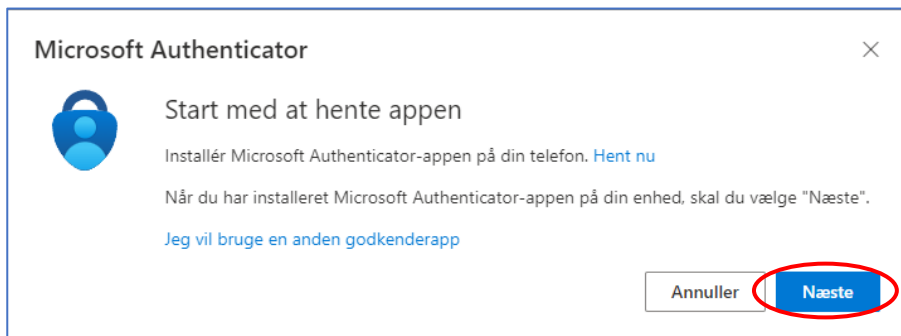 Microsoft Authenticator
Start med at hente appen
Installér Microsoft Authenticator-appen på din telefon. Hent nu
Når du har installeret Microsoft Authenticator-appen på din enhed, skal du vælge "Næste".
Jeg vil bruge en anden godkenderapp
Annuller Næste